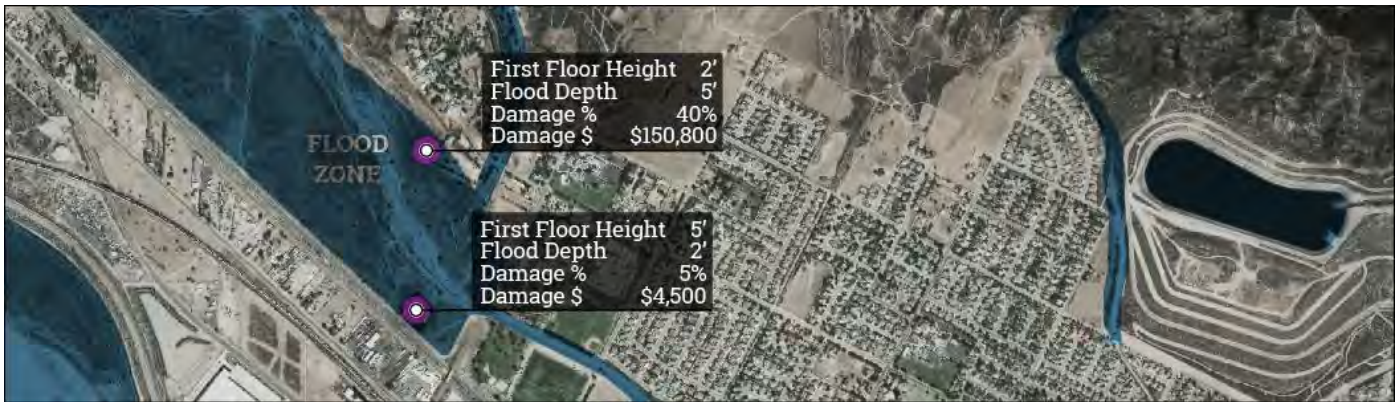 FLOOD
ZONE
First Floor Height 2'
Flood Depth 5'
Damage % 40%
Damage $ $150,800
First Floor Height 5'
Flood Depth 2'
Damage % 5%
Damage $ $4,500